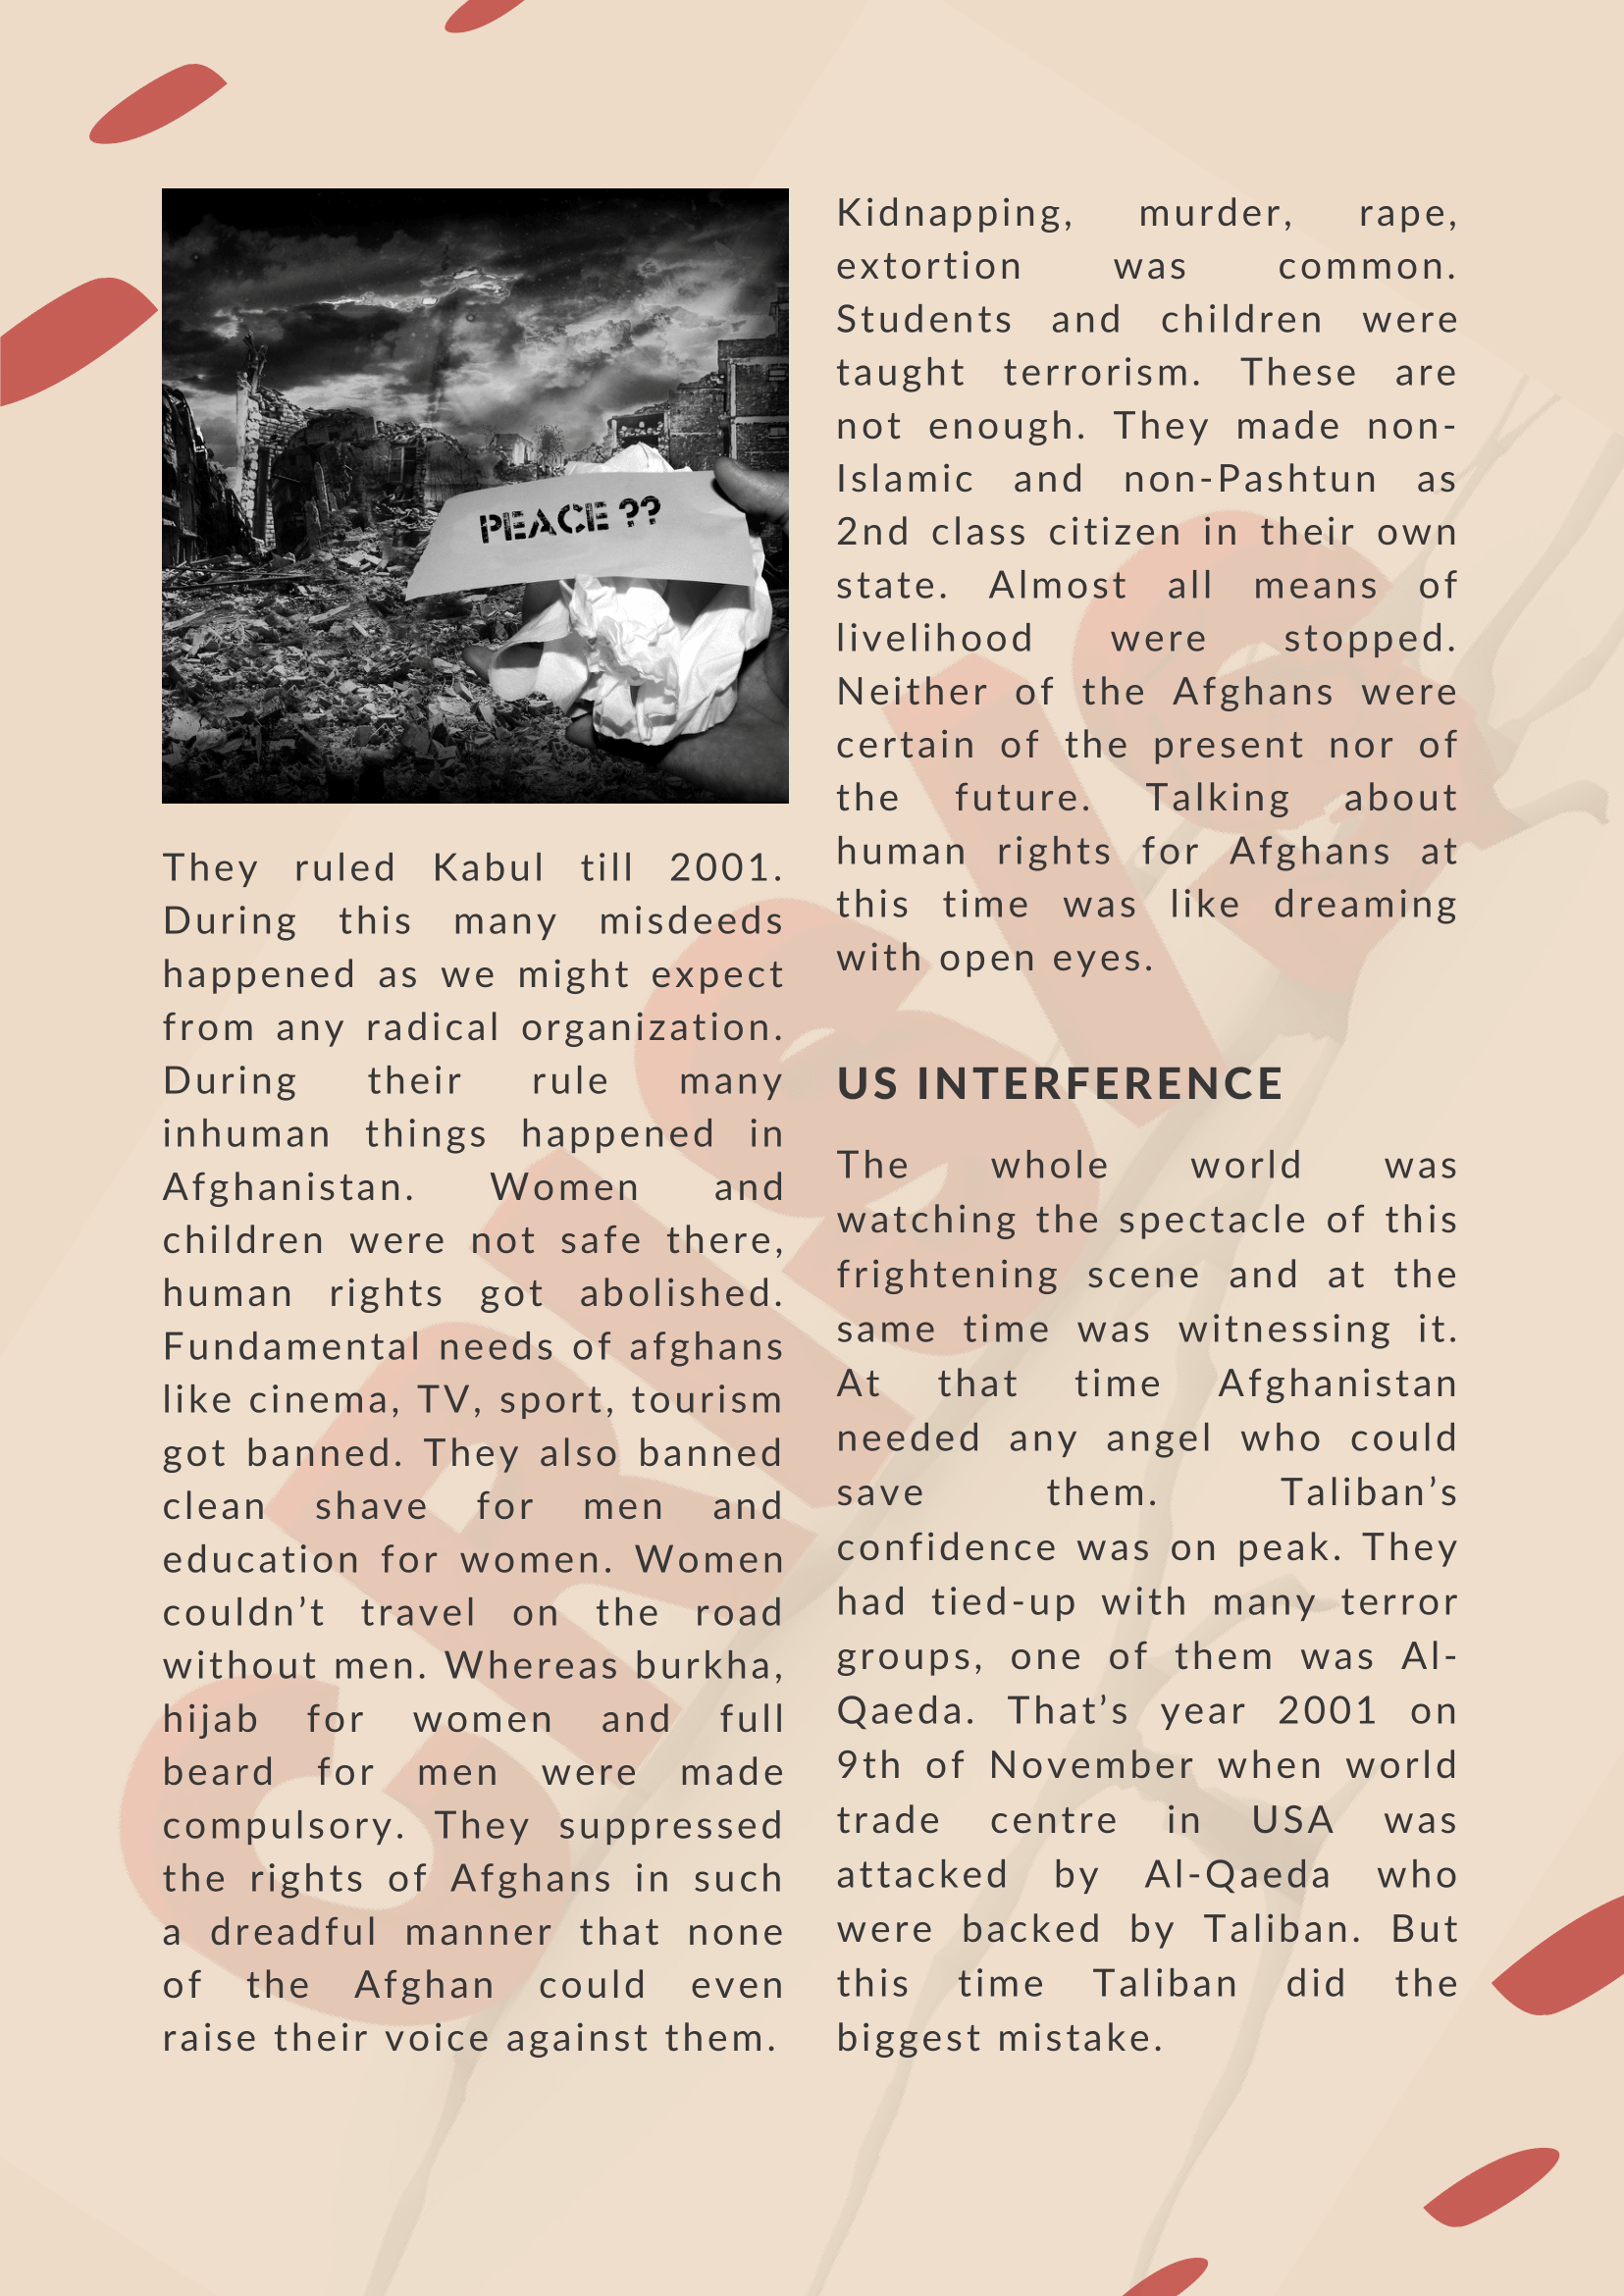 PEACE ??
They ruled Kabul till 2001.
During this many misdeeds
happened as we might expect
from any radical organization.
During their rule many
inhuman things happened in
Afghanistan. Women and
children were not safe there,
human rights got abolished.
Fundamental needs of afghans
like cinema, TV, sport, tourism
got banned. They also banned
clean shave for men and
education for women. Women
couldn’t travel on the road
without men. Whereas burkha,
hijab for women and full
beard for men were made
compulsory. They suppressed
the rights of Afghans in such
a dreadful manner that none
of the Afghan could even
raise their voice against them.
Kidnapping, murder, rape,
extortion was common.
Students and children were
taught terrorism. These are
not enough. They made non-
Islamic and non-Pashtun as
2nd class citizen in their own
state. Almost all means of
livelihood were stopped.
Neither of the Afghans were
certain of the present nor of
the future. Talking about
human rights for Afghans at
this time was like dreaming
with open eyes.
US INTERFERENCE
The whole world was
watching the spectacle of this
frightening scene and at the
same time was witnessing it.
At that time Afghanistan
needed any angel who could
save them. Taliban’s
confidence was on peak. They
had tied-up with many terror
groups, one of them was Al-
Qaeda. That’s year 2001 on
9th of November when world
trade centre in USA was
attacked by Al-Qaeda who
were backed by Taliban. But
this time Taliban did the
biggest mistake.
CRISIS